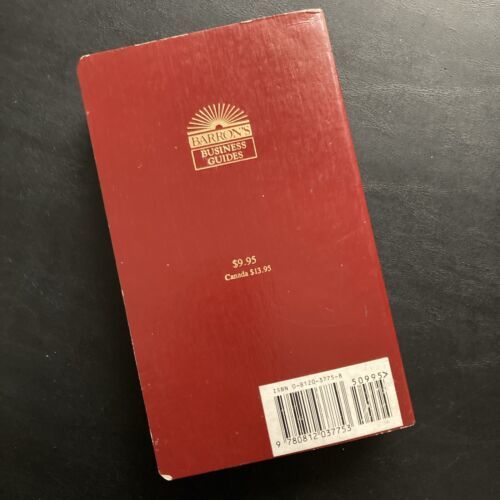 BARRON'S
BUSINESS
GUIDES
$9.95
Canada $13.95
ISBN 0-8120-3775-8
50995>
9 780812 037753